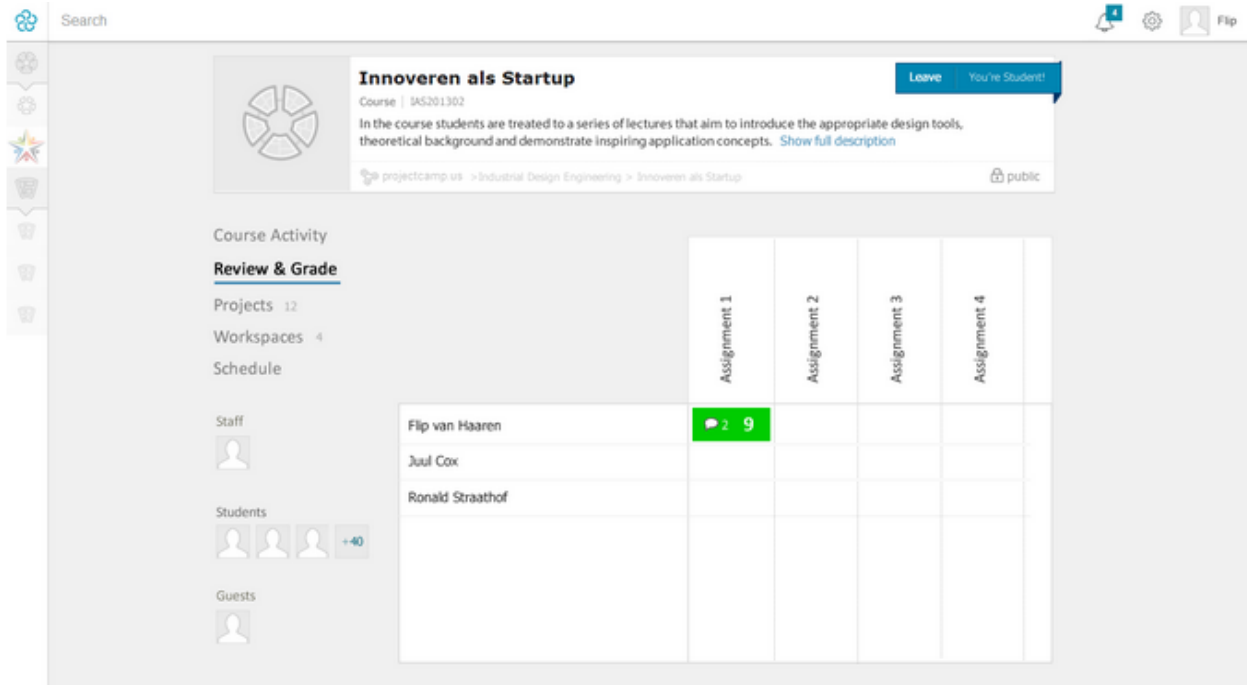 Search
4
Flip
Innoveren als Startup
Leave You're Student!
Course | IAS201302
In the course students are treated to a series of lectures that aim to introduce the appropriate design tools,
theoretical background and demonstrate inspiring application concepts. Show full description
projectcamp.us >Industrial Design Engineering > Innoveren als Startup
public
Course Activity
Review & Grade
Projects 12
Workspaces 4
Schedule
Assignment 1
Assignment 2
Assignment 3
Assignment 4
Staff
Students
+40
Guests
Flip van Haaren
2 9
Juul Cox
Ronald Straathof